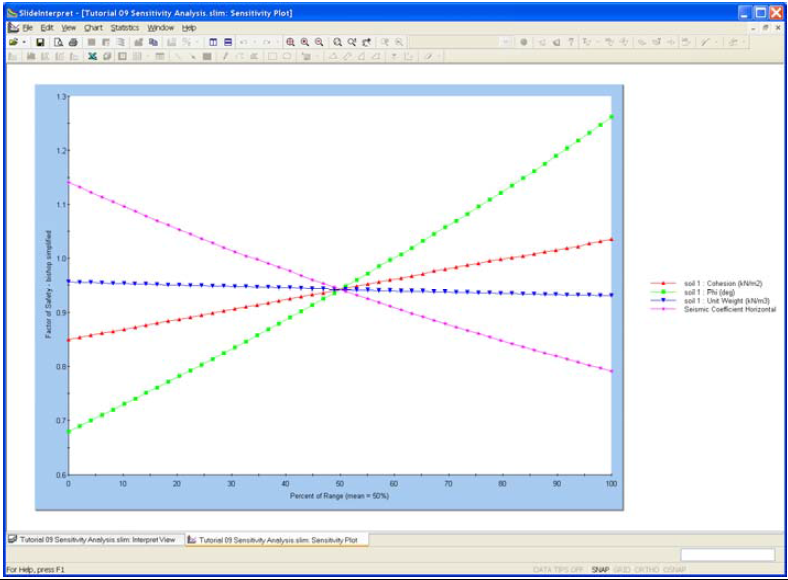 SlideInterpret - [Tutorial 09 Sensitivity Analysis.slim: Sensitivity Plot]
File Edit View Chart Statistics Window Help
1.3
1.2
1.1
1.0
0.9
0.8
0.7
0.6
Factor of Safety - bishop simplified
0 10 20 30 40 50 60 70 80 90 100
Percent of Range (mean = 50%)
soil 1 : Cohesion (kN/m2)
soil 1 : Phi (deg)
soil 1 : Unit Weight (kN/m3)
Seismic Coefficient Horizontal
Tutorial 09 Sensitivity Analysis.slim: Interpret View
Tutorial 09 Sensitivity Analysis.slim: Sensitivity Plot
For Help, press F1
DATA TIPS OFF SNAP GRID ORTHO OSNAP